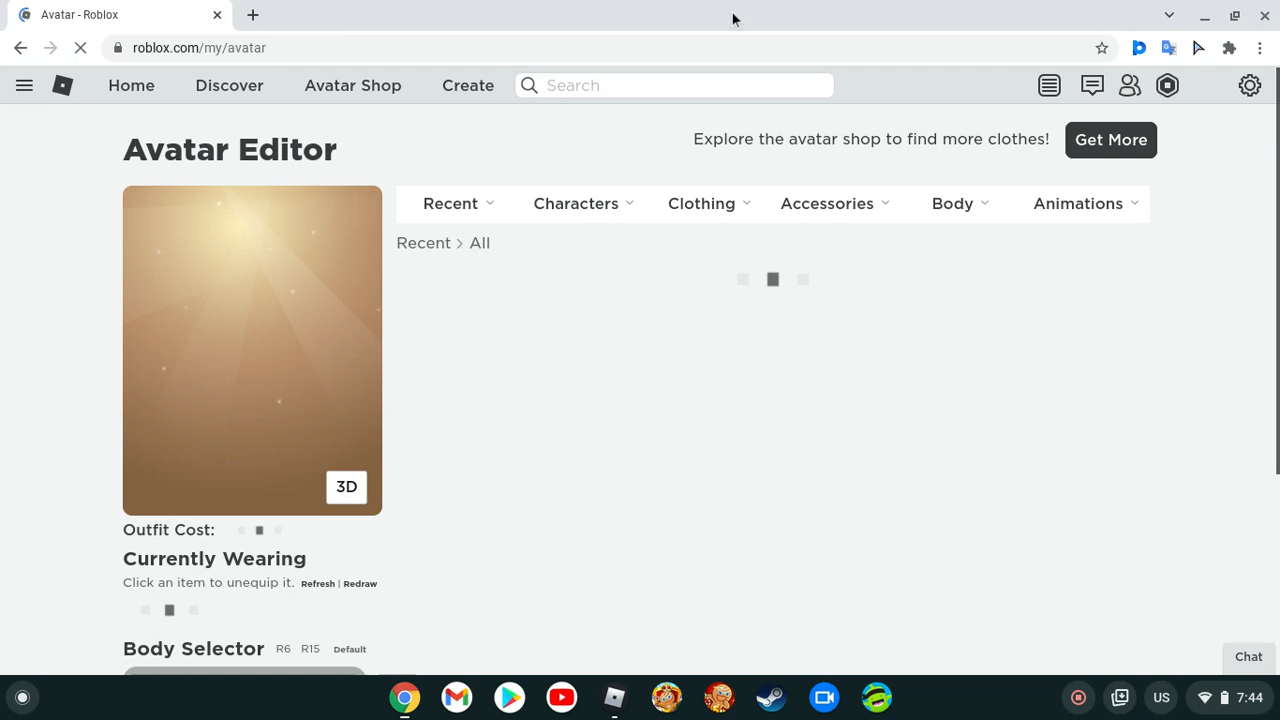 Avatar - Roblox
roblox.com/my/avatar
Home
Discover
Avatar Shop
Create
Search
Avatar Editor
Explore the avatar shop to find more clothes!
Get More
Recent
Characters
Clothing
Accessories
Body
Animations
Recent > All
3D
Outfit Cost:
Currently Wearing
Click an item to unequip it. Refresh | Redraw
Body Selector R6 R15 Default
Chat
US
7:44